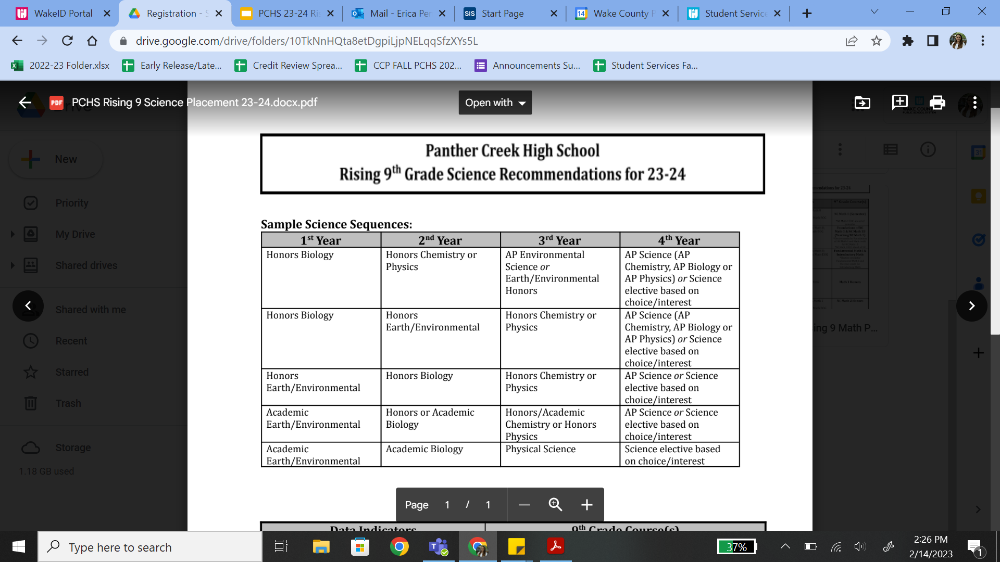 WakeID Portal
Registration - S
PCHS 23-24 Ris
Mail - Erica Per
SIS Start Page
14 Wake County P
Student Service
drive.google.com/drive/folders/10TkNnHQta8etDgpiLjpNELqqSfzXYs5L
2022-23 Folder.xlsx
Early Release/Late...
Credit Review Sprea...
CCP FALL PCHS 202...
Announcements Su...
Student Services Fa...
PDF PCHS Rising 9 Science Placement 23-24.docx.pdf
Open with
New
Priority
My Drive
Shared drives
Shared with me
Recent
Starred
Trash
Storage
1.18 GB used
Panther Creek High School
Rising 9th Grade Science Recommendations for 23-24
Sample Science Sequences:
1st Year 2nd Year 3rd Year 4th Year
Honors Biology Honors Chemistry or AP Environmental AP Science (AP
Physics Science or Chemistry, AP Biology or
Earth/Environmental AP Physics) or Science
Honors elective based on
choice/interest
Honors Biology Honors Honors Chemistry or AP Science (AP
Earth/Environmental Physics Chemistry, AP Biology or
AP Physics) or Science
elective based on
choice/interest
Honors Honors Biology Honors Chemistry or AP Science or Science
Earth/Environmental Physics elective based on
choice/interest
Academic Honors or Academic Honors/Academic AP Science or Science
Earth/Environmental Biology Chemistry or Honors elective based on
Physics choice/interest
Academic Academic Biology Physical Science Science elective based
Earth/Environmental on choice/interest
Page 1 / 1
Data Indicators 9th Grade Course(s)
ing 9 Math P...
31
Type here to search
37%
2:26 PM
2/14/2023
1